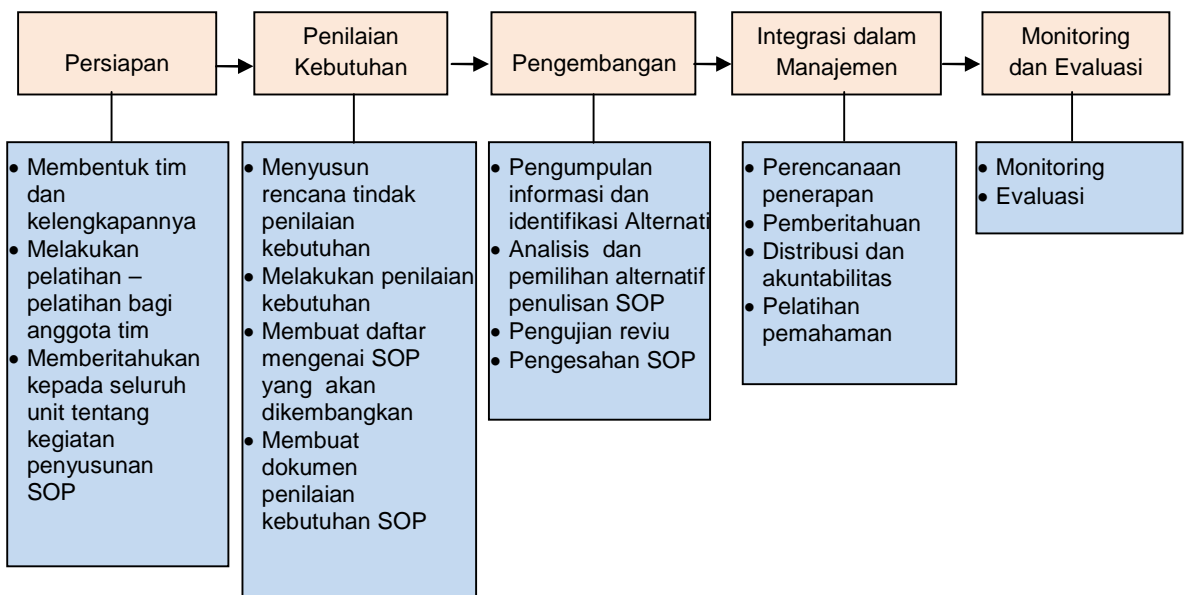 Persiapan
Penilaian
Kebutuhan
Pengembangan
Integrasi dalam
Manajemen
Monitoring
dan Evaluasi
• Membentuk tim
dan
kelengkapannya
• Melakukan
pelatihan –
pelatihan bagi
anggota tim
• Memberitahukan
kepada seluruh
unit tentang
kegiatan
penyusunan
SOP
• Menyusun
rencana tindak
penilaian
kebutuhan
• Melakukan penilaian
kebutuhan
• Membuat daftar
mengenai SOP
yang akan
dikembangkan
• Membuat
dokumen
penilaian
kebutuhan SOP
• Pengumpulan
informasi dan
identifikasi Alternati
• Analisis dan
pemilihan alternatif
penulisan SOP
• Pengujian reviu
• Pengesahan SOP
• Perencanaan
penerapan
• Pemberitahuan
• Distribusi dan
akuntabilitas
• Pelatihan
pemahaman
• Monitoring
• Evaluasi